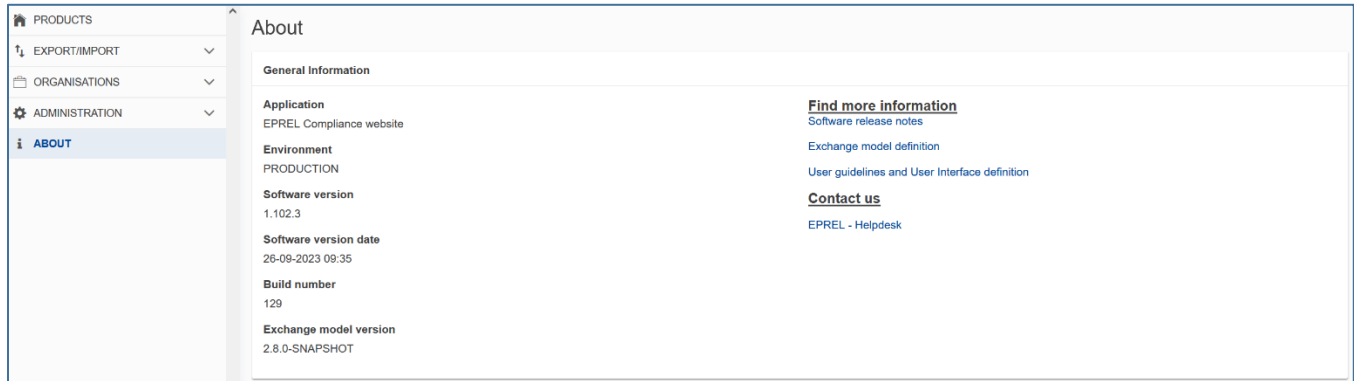 PRODUCTS
EXPORT/IMPORT
ORGANISATIONS
ADMINISTRATION
ABOUT
About
General Information
Application
EPREL Compliance website
Environment
PRODUCTION
Software version
1.102.3
Software version date
26-09-2023 09:35
Build number
129
Exchange model version
2.8.0-SNAPSHOT
Find more information
Software release notes
Exchange model definition
User guidelines and User Interface definition
Contact us
EPREL - Helpdesk